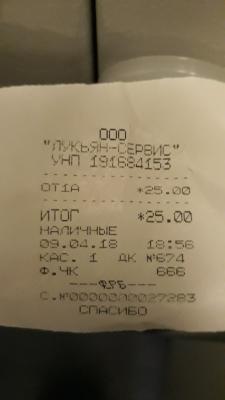 ООО
"ЛУКЬЯН-СЕРВИС"
УНП 191684153
ОТ1А *25.00
ИТОГ *25.00
НАЛИЧНЫЕ
09.04.18 18:56
КАС. 1 ДК №674
Ф.ЧК 666
С.№0000000027283
СПАСИБО